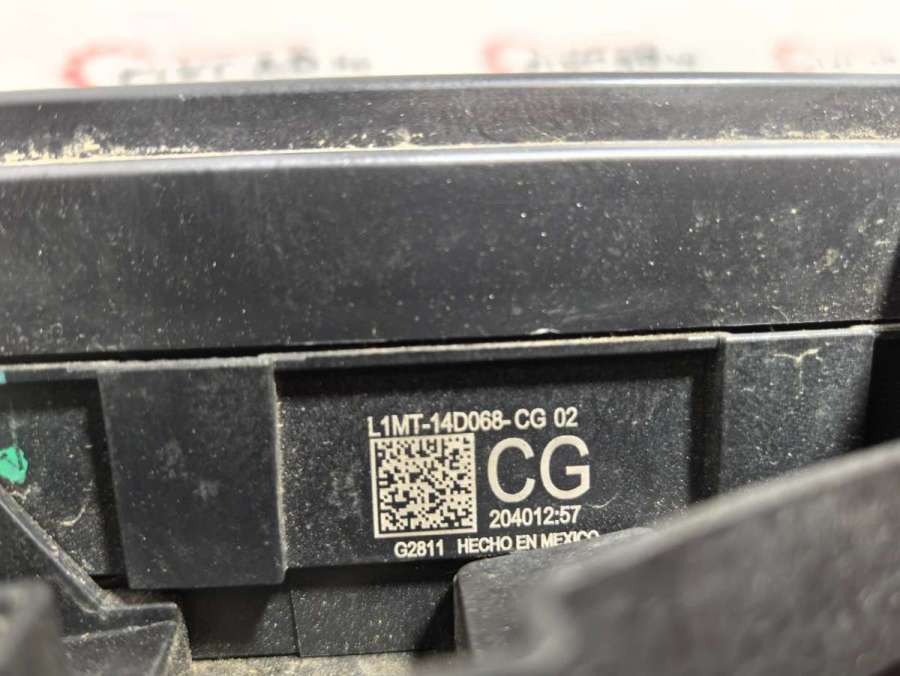 L1MT-14D068-CG 02
CG
204012:57
G2811 HECHO EN MEXICO